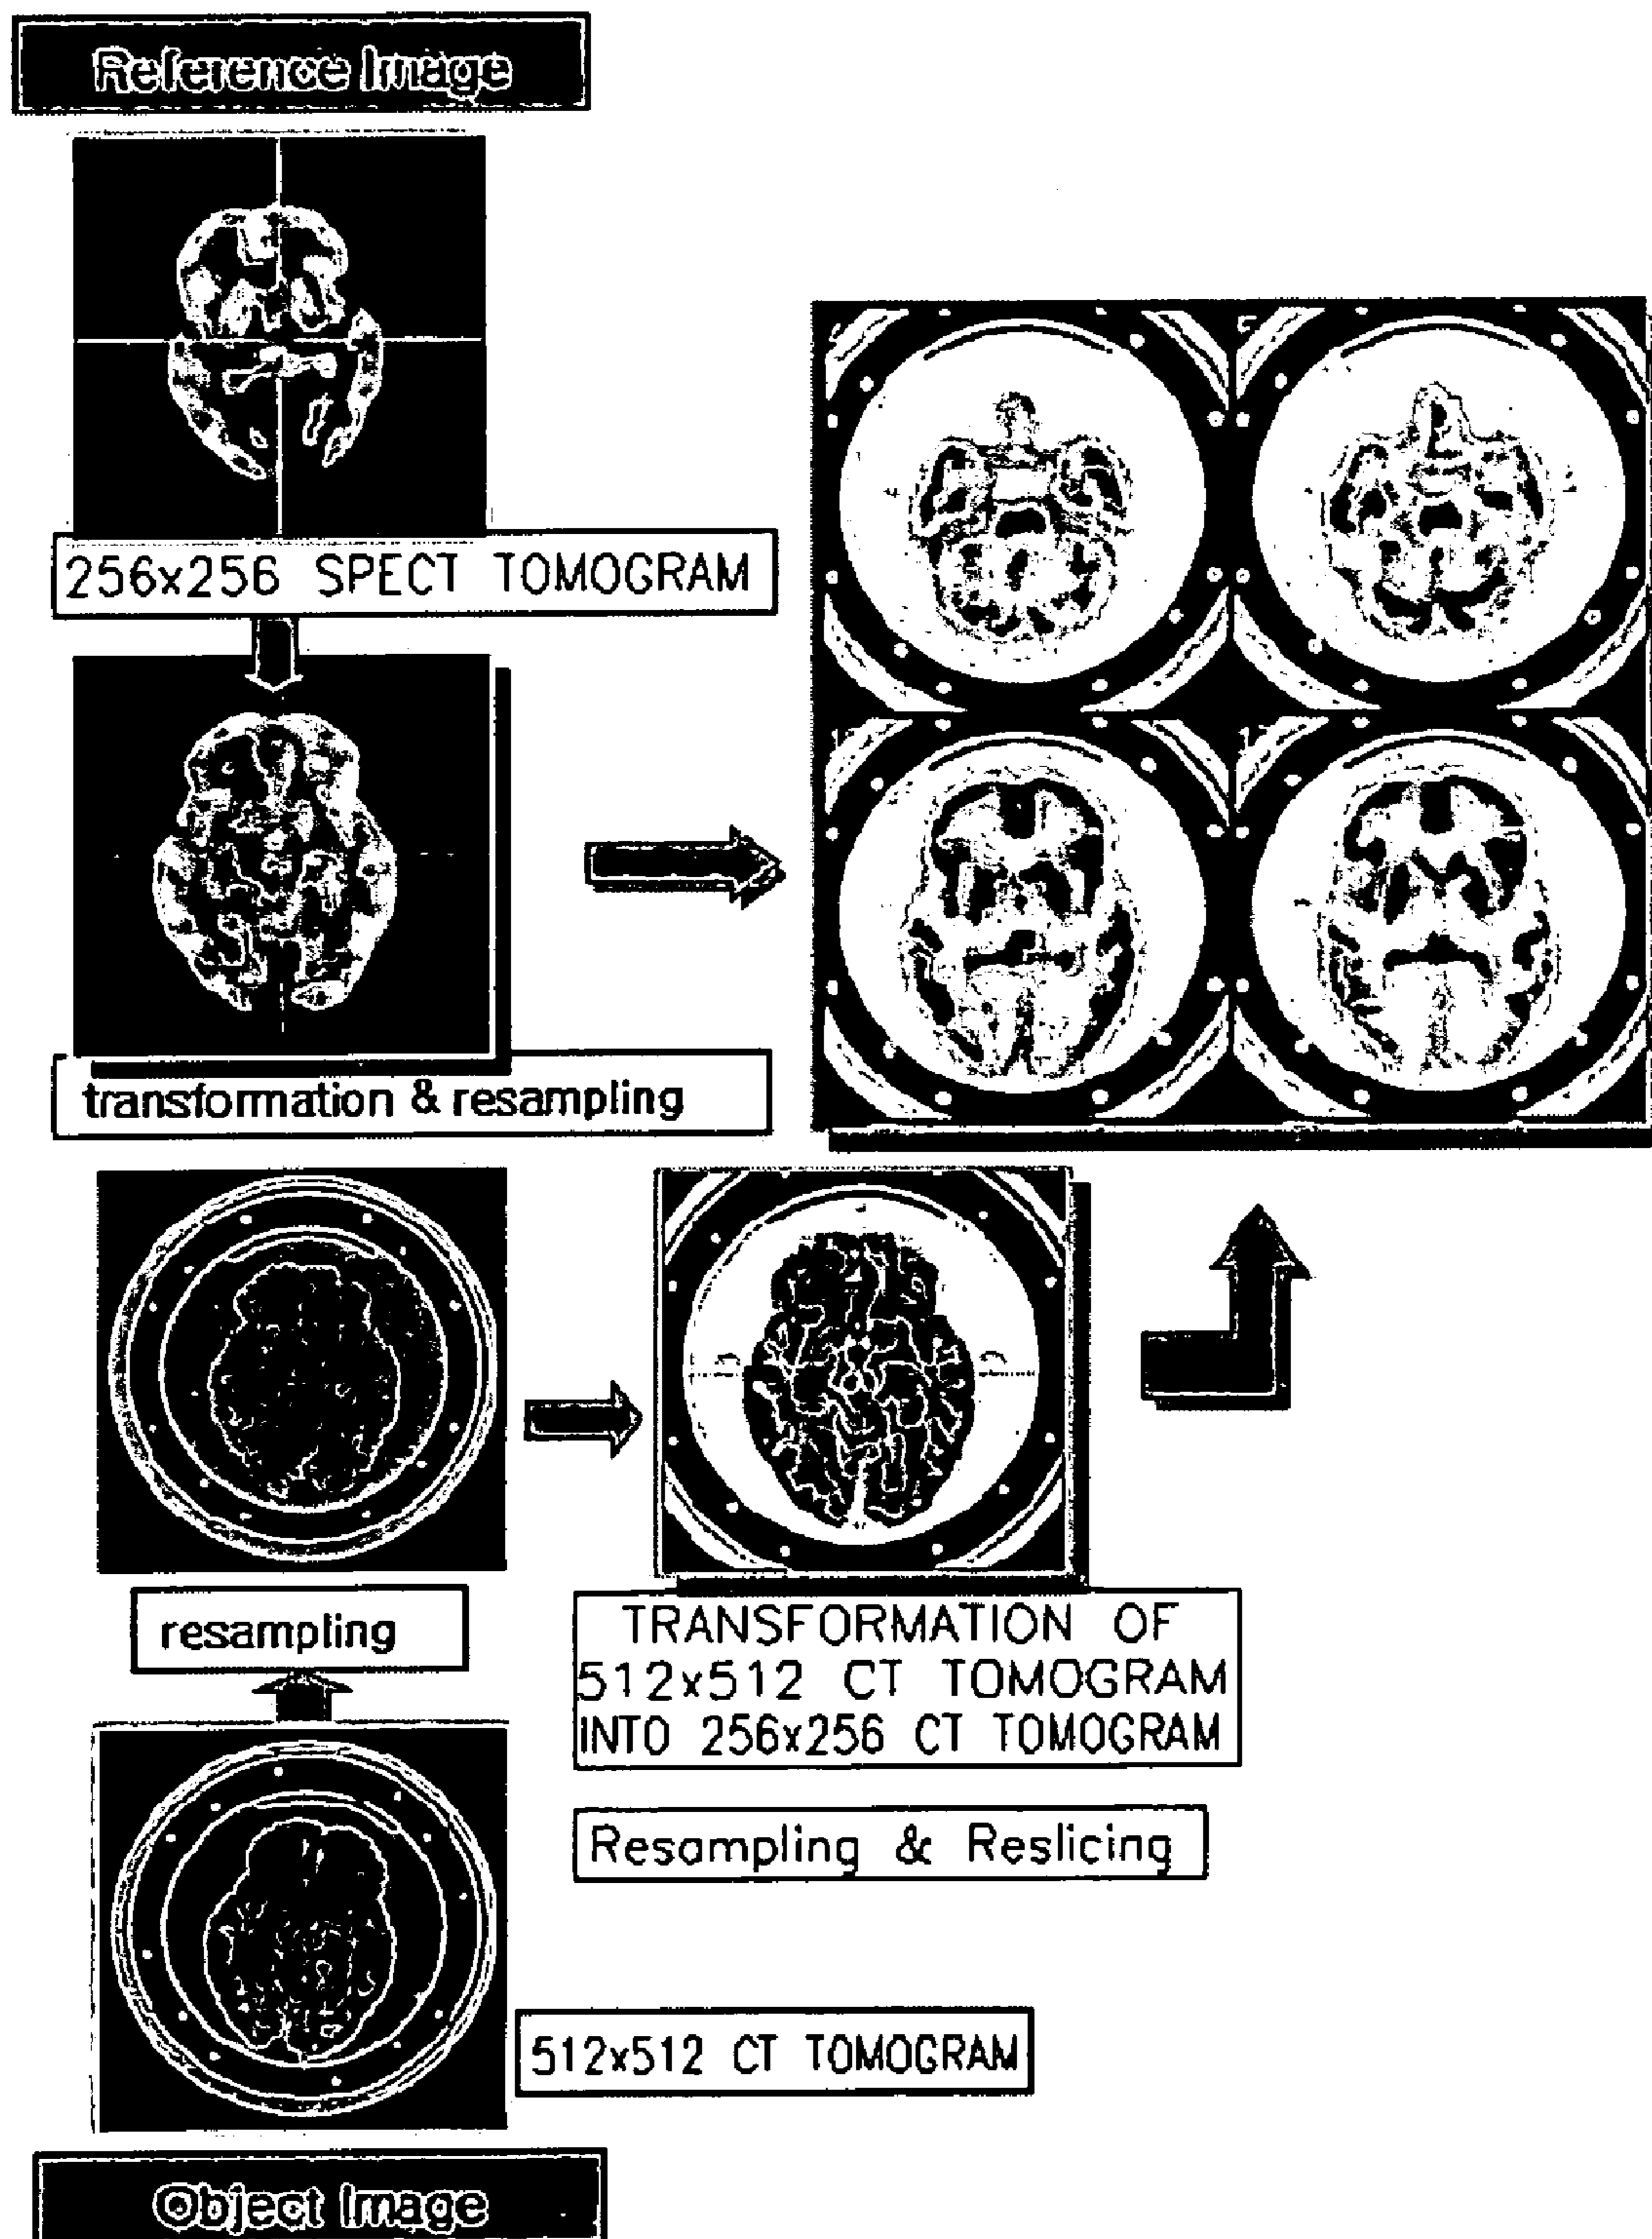 Reference Image
256x256 SPECT TOMOGRAM
transformation & resampling
resampling
TRANSFORMATION OF
512x512 CT TOMOGRAM
INTO 256x256 CT TOMOGRAM
Resampling & Reslicing
512x512 CT TOMOGRAM
Object Image